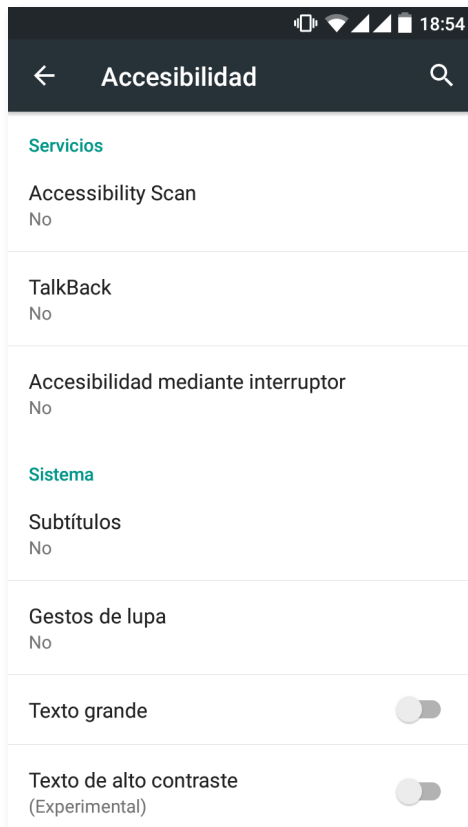 18:54
Accesibilidad
Servicios
Accessibility Scan
No
TalkBack
No
Accesibilidad mediante interruptor
No
Sistema
Subtítulos
No
Gestos de lupa
No
Texto grande
Texto de alto contraste
(Experimental)